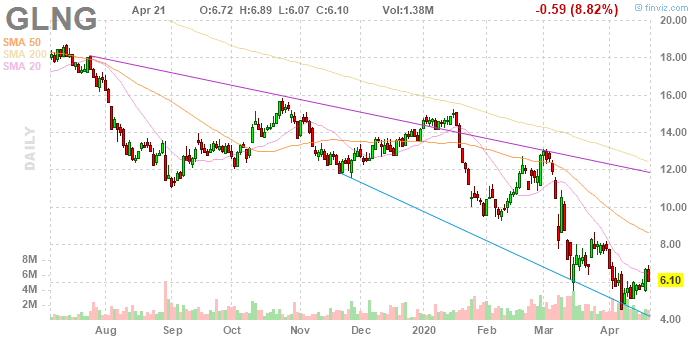 GLNG
Apr 21 O:6.72 H:6.89 L:6.07 C:6.10 Vol:1.38M
© finviz.com
-0.59 (8.82%)
SMA 50
SMA 200
SMA 20
DAILY
20.00
18.00
16.00
14.00
12.00
10.00
8.00
6.10
4.00
8M
6M
4M
2M
Aug Sep Oct Nov Dec 2020 Feb Mar Apr